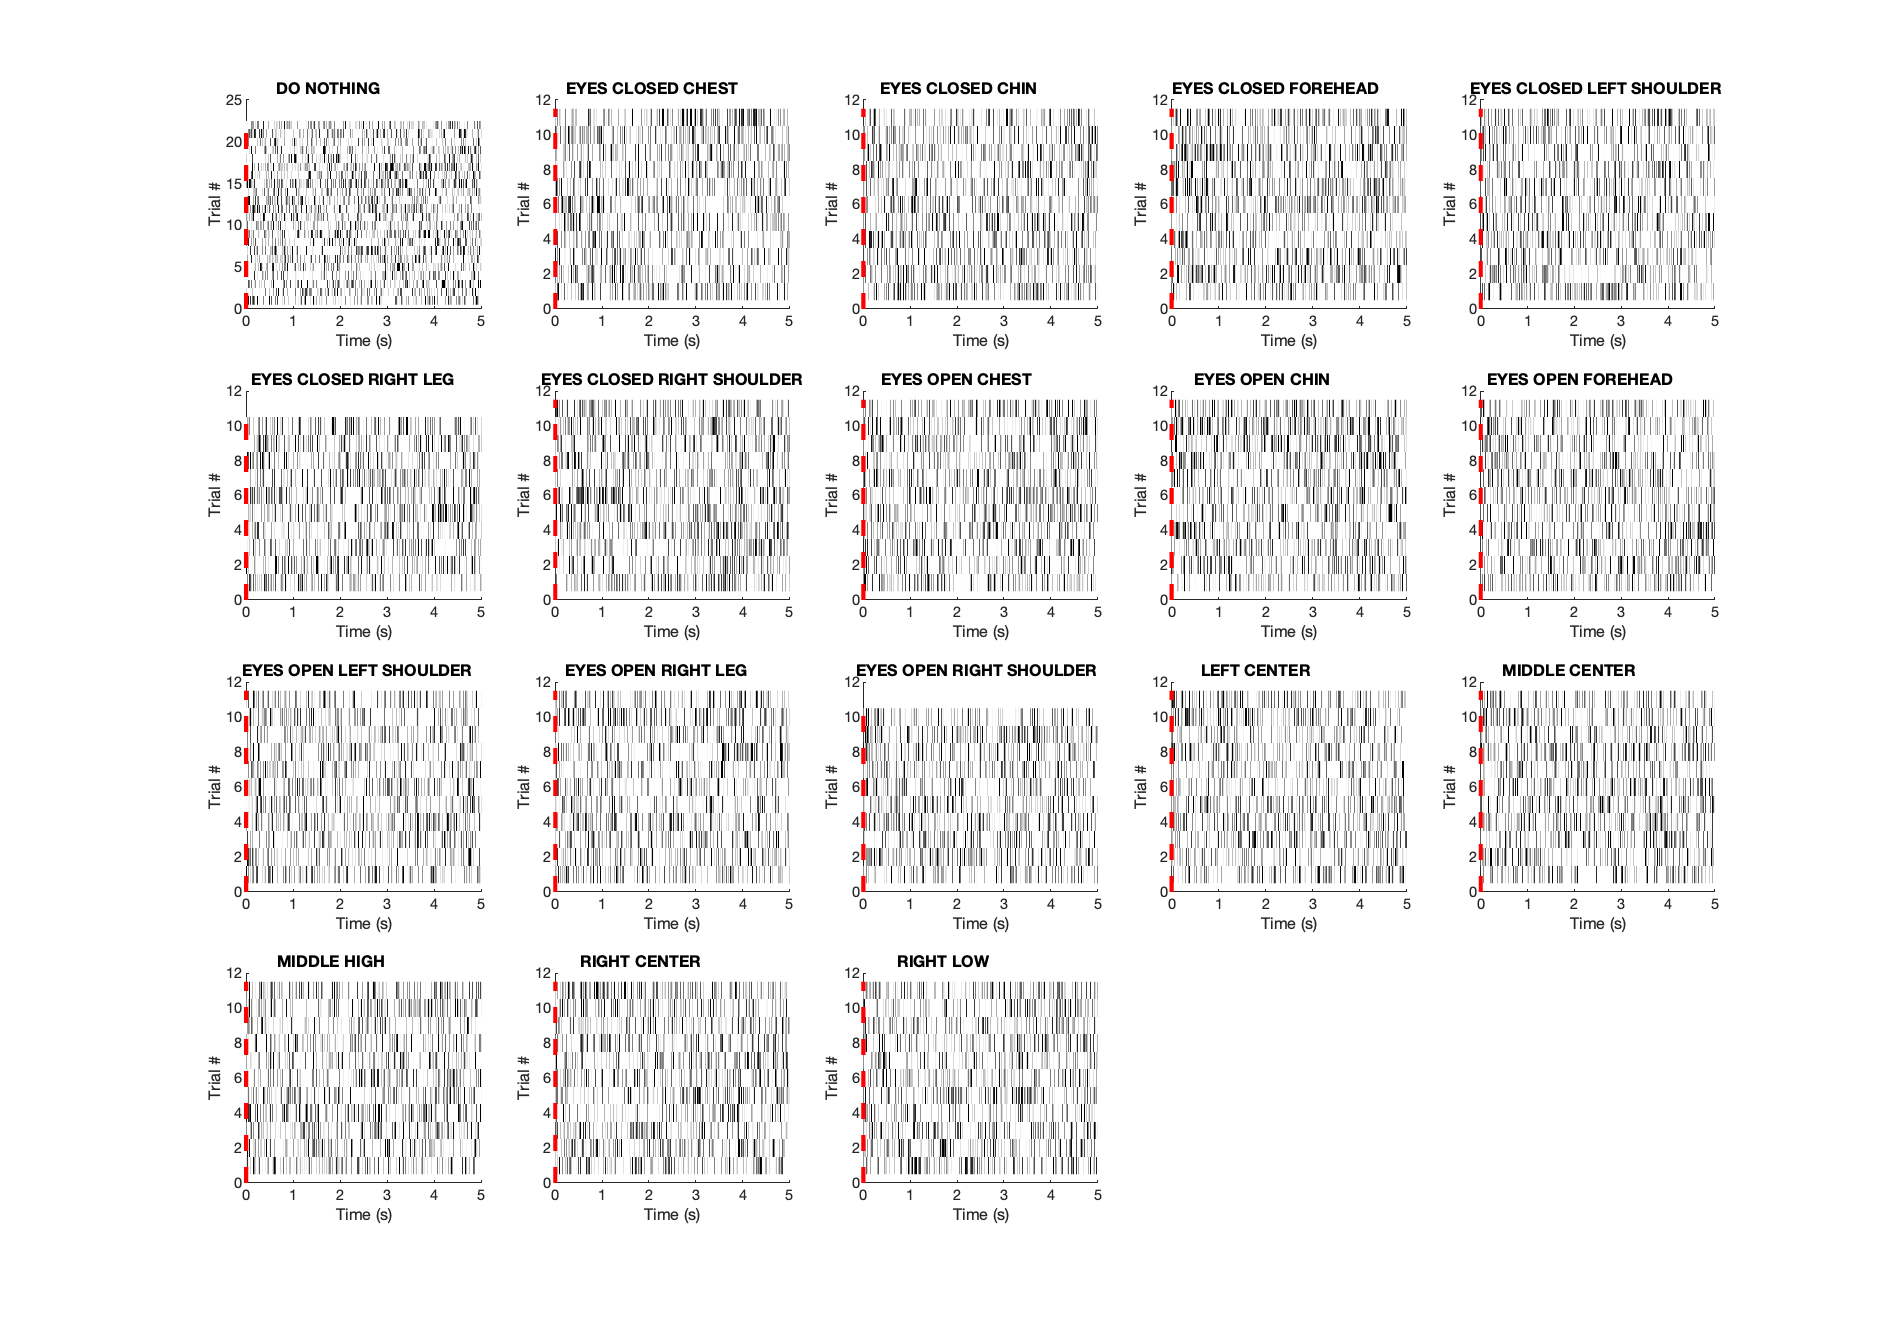 DO NOTHING
25
20
15
10
5
0
Trial #
0 1 2 3 4 5
Time (s)
EYES CLOSED CHEST
12
10
8
6
4
2
0
Trial #
0 1 2 3 4 5
Time (s)
EYES CLOSED CHIN
12
10
8
6
4
2
0
Trial #
0 1 2 3 4 5
Time (s)
EYES CLOSED FOREHEAD
12
10
8
6
4
2
0
Trial #
0 1 2 3 4 5
Time (s)
EYES CLOSED LEFT SHOULDER
12
10
8
6
4
2
0
Trial #
0 1 2 3 4 5
Time (s)
EYES CLOSED RIGHT LEG
12
10
8
6
4
2
0
Trial #
0 1 2 3 4 5
Time (s)
EYES CLOSED RIGHT SHOULDER
12
10
8
6
4
2
0
Trial #
0 1 2 3 4 5
Time (s)
EYES OPEN CHEST
12
10
8
6
4
2
0
Trial #
0 1 2 3 4 5
Time (s)
EYES OPEN CHIN
12
10
8
6
4
2
0
Trial #
0 1 2 3 4 5
Time (s)
EYES OPEN FOREHEAD
12
10
8
6
4
2
0
Trial #
0 1 2 3 4 5
Time (s)
EYES OPEN LEFT SHOULDER
12
10
8
6
4
2
0
Trial #
0 1 2 3 4 5
Time (s)
EYES OPEN RIGHT LEG
12
10
8
6
4
2
0
Trial #
0 1 2 3 4 5
Time (s)
EYES OPEN RIGHT SHOULDER
12
10
8
6
4
2
0
Trial #
0 1 2 3 4 5
Time (s)
LEFT CENTER
12
10
8
6
4
2
0
Trial #
0 1 2 3 4 5
Time (s)
MIDDLE CENTER
12
10
8
6
4
2
0
Trial #
0 1 2 3 4 5
Time (s)
MIDDLE HIGH
12
10
8
6
4
2
0
Trial #
0 1 2 3 4 5
Time (s)
RIGHT CENTER
12
10
8
6
4
2
0
Trial #
0 1 2 3 4 5
Time (s)
RIGHT LOW
12
10
8
6
4
2
0
Trial #
0 1 2 3 4 5
Time (s)